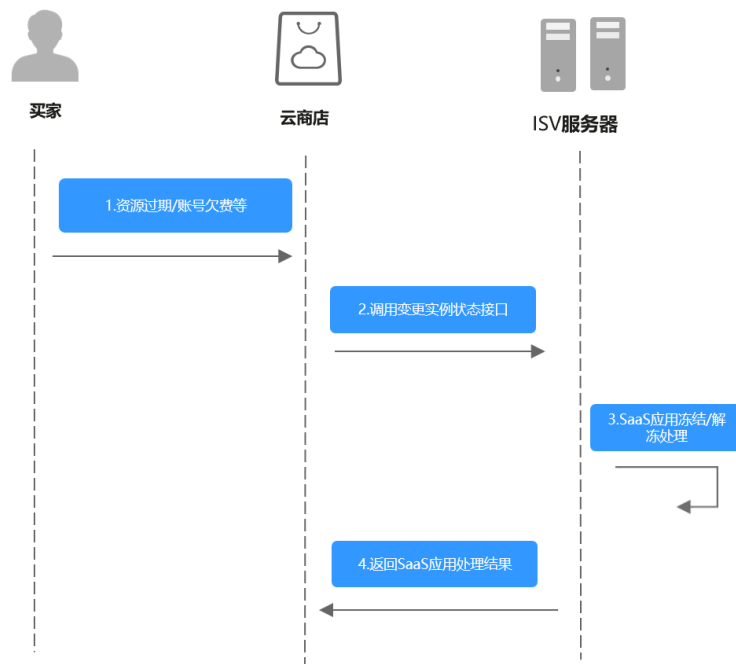 买家
云商店
ISV服务器
1.资源过期/账号欠费等
2.调用变更实例状态接口
3.SaaS应用冻结/解
冻处理
4.返回SaaS应用处理结果